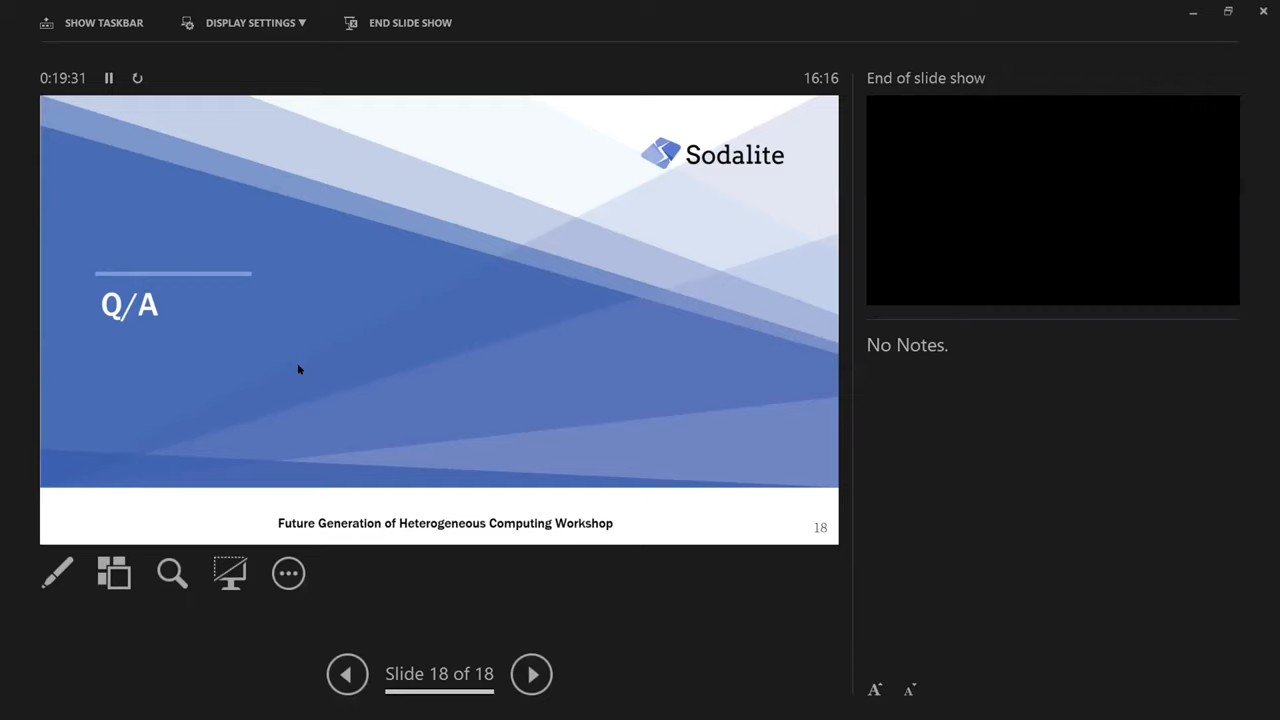 SHOW TASKBAR
DISPLAY SETTINGS ▼
END SLIDE SHOW
0:19:31
16:16
End of slide show
Sodalite
Q/A
No Notes.
Future Generation of Heterogeneous Computing Workshop
18
Slide 18 of 18
A A